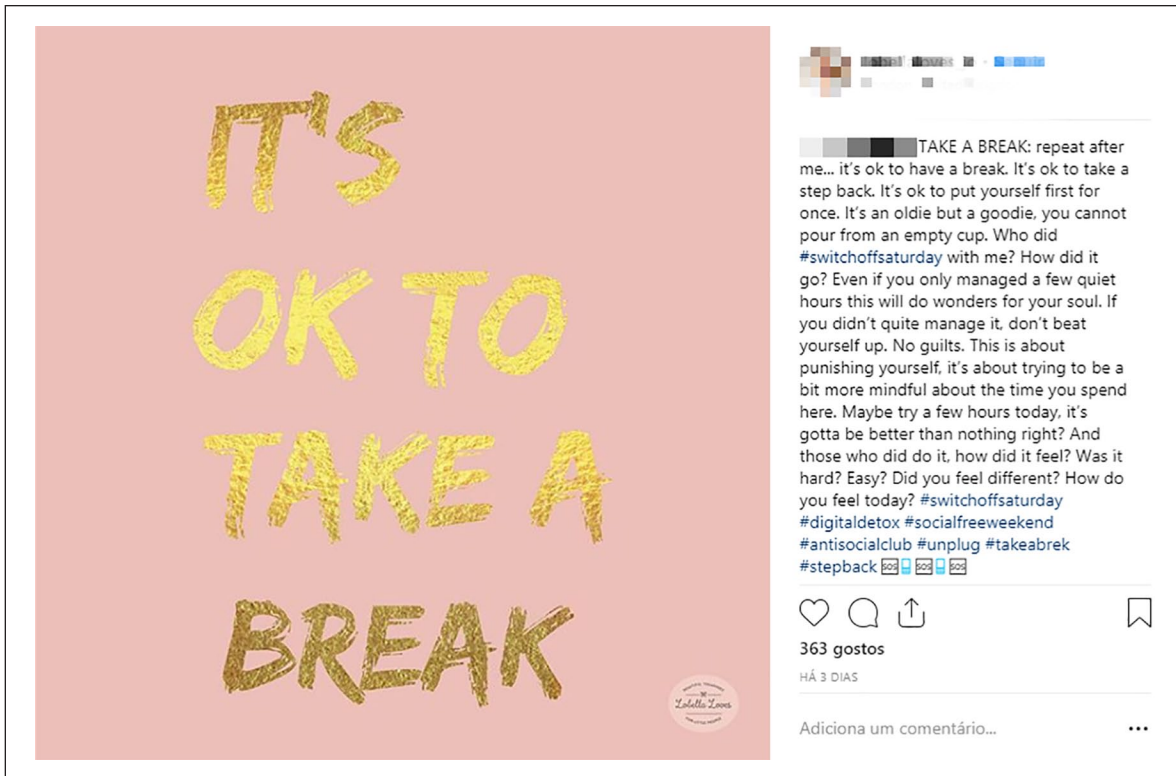 IT'S
OK TO
TAKE A
BREAK
Lobella Loves
TAKE A BREAK: repeat after
me... it's ok to have a break. It's ok to take a
step back. It's ok to put yourself first for
once. It's an oldie but a goodie, you cannot
pour from an empty cup. Who did
#switchoffsaturday with me? How did it
go? Even if you only managed a few quiet
hours this will do wonders for your soul. If
you didn't quite manage it, don't beat
yourself up. No guilts. This is about
punishing yourself, it's about trying to be a
bit more mindful about the time you spend
here. Maybe try a few hours today, it's
gotta be better than nothing right? And
those who did do it, how did it feel? Was it
hard? Easy? Did you feel different? How do
you feel today? #switchoffsaturday
#digitaldetox #socialfreeweekend
#antisocialclub #unplug #takeabrek
#stepback
363 gostos
HÁ 3 DIAS
Adiciona um comentário...